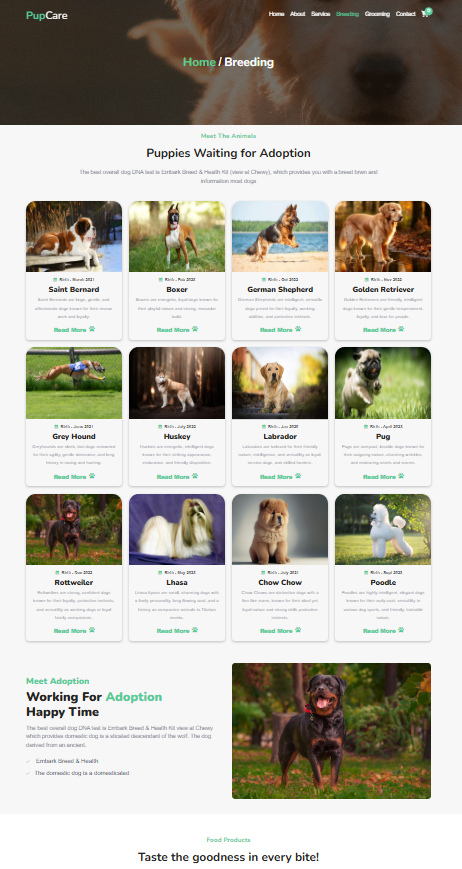 PupCare
Home About Service Breeding Grooming Contact 0
Home / Breeding
Meet The Animals
Puppies Waiting for Adoption
The best overall dog DNA test is Embark Breed & Health Kit (view at Chewy), which provides you with a breed brwn and
information most dogs
Birth : March 2021
Saint Bernard
Saint Bernards are large, gentle, and
affectionate dogs known for their rescue
work and loyalty.
Read More
Birth : Feb 2022
Boxer
Boxers are energetic, loyal dogs known for
their playful nature and strong, muscular
build.
Read More
Birth : Oct 2022
German Shepherd
German Shepherds are intelligent, versatile
dogs prized for their loyalty, working
abilities, and protective instincts.
Read More
Birth : Nov 2022
Golden Retriever
Golden Retrievers are friendly, intelligent
dogs known for their gentle temperament,
loyalty, and love for people.
Read More
Birth : June 2021
Grey Hound
Greyhounds are sleek, fast dogs renowned
for their agility, gentle demeanor, and long
history in racing and hunting.
Read More
Birth : July 2022
Huskey
Huskies are energetic, intelligent dogs
known for their striking appearance,
endurance, and friendly disposition.
Read More
Birth : Jan 2020
Labrador
Labradors are beloved for their friendly
nature, intelligence, and versatility as loyal
service dogs, and skilled hunters.
Read More
Birth : April 2023
Pug
Pugs are compact, lovable dogs known for
their outgoing nature, charming wrinkles,
and endearing snorts and snores.
Read More
Birth : Dec 2022
Rottweiler
Rottweilers are strong, confident dogs
known for their loyalty, protective instincts,
and versatility as working dogs or loyal
family companions.
Read More
Birth : May 2023
Lhasa
Lhasa Apsos are small, charming dogs with
a lively personality, long flowing coat, and a
history as companion animals in Tibetan
Read More
Birth : July 2021
Chow Chow
Chow Chows are distinctive dogs with a
lion-like mane, known for their aloof yet
loyal nature and strong protective
instincts.
Read More
Birth : Sept 2022
Poodle
Poodles are highly intelligent, elegant dogs
known for their curly coat, versatility in
various dog sports, and friendly, trainable
nature.
Read More
Meet Adoption
Working For Adoption
Happy Time
The best overall dog DNA test is Embark Breed & Health Kit view at Chewy
which provides domestic dog is a slicated descendant of the wolf. The dog
derived from an ancient.
Embark Breed & Health
The domestic dog is a domesticated
Food Products
Taste the goodness in every bite!